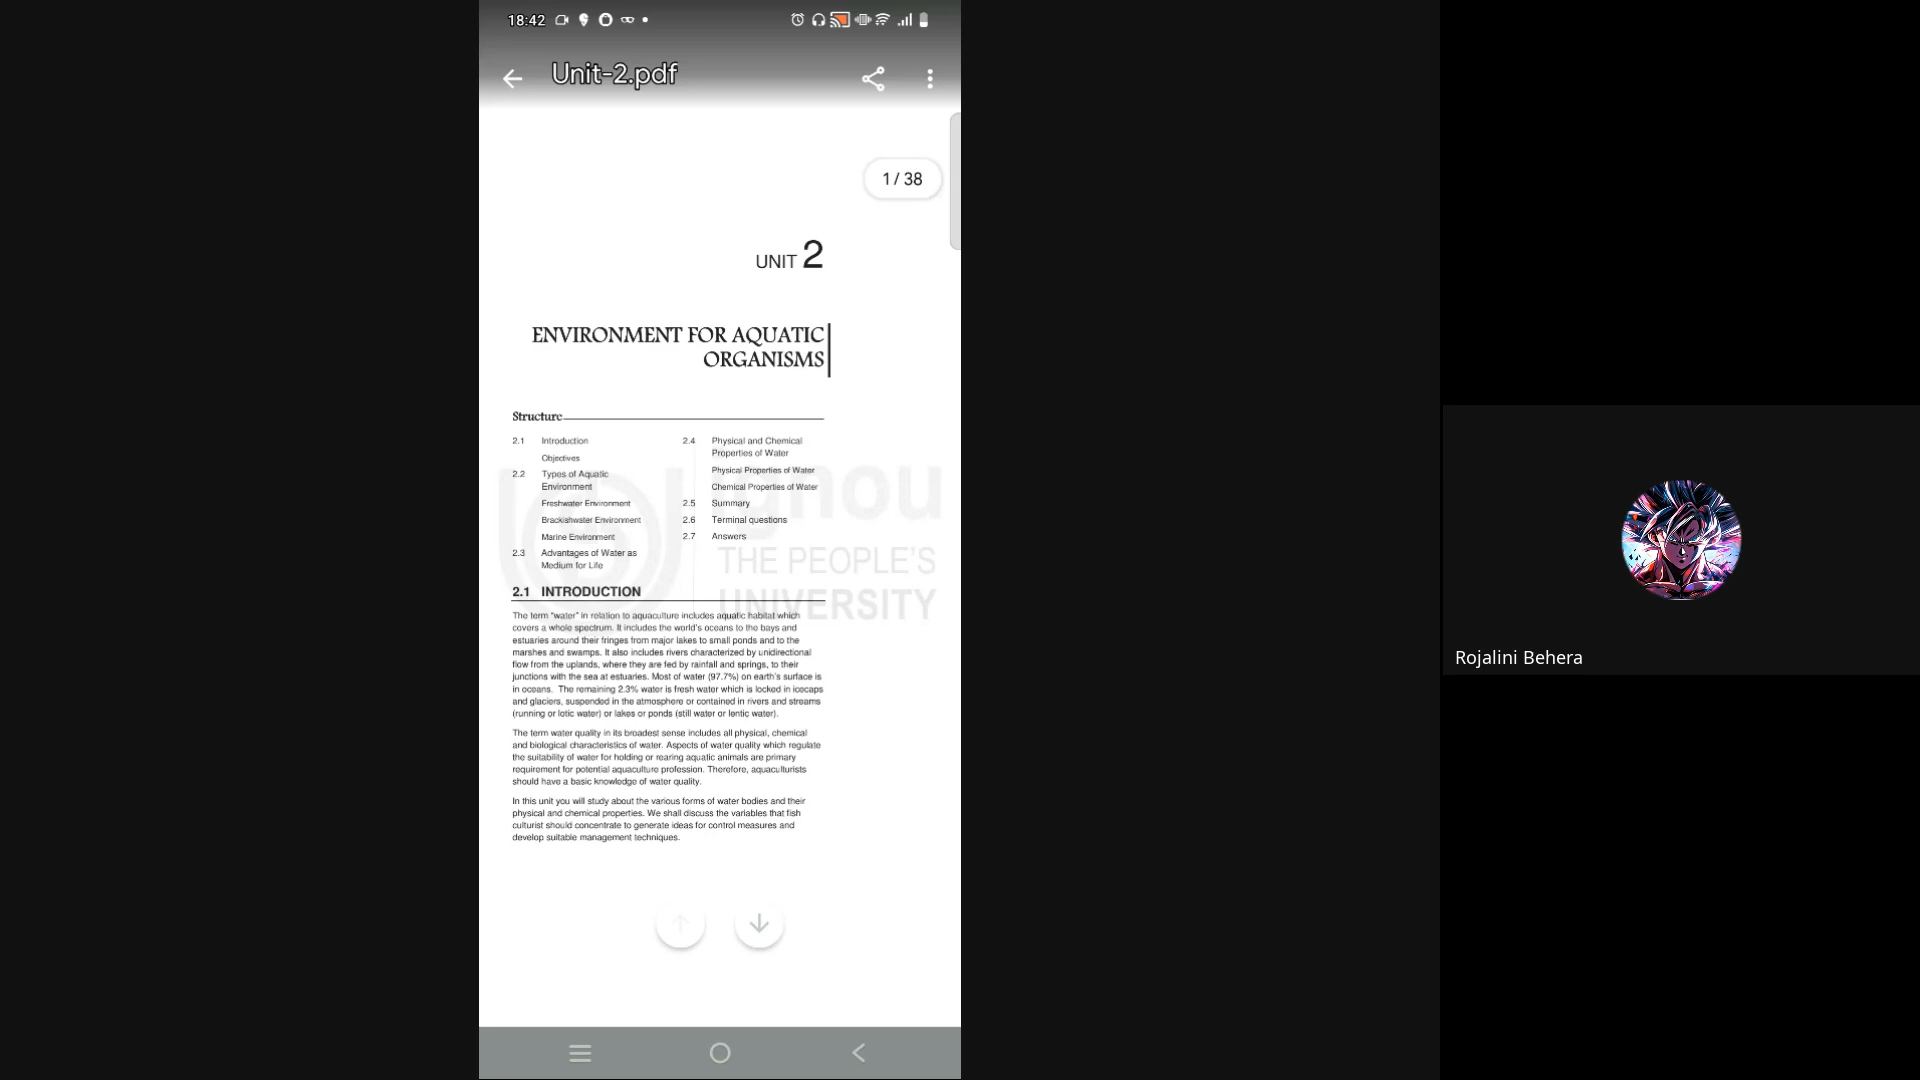 18:42
Unit-2.pdf
1 / 38
UNIT 2
ENVIRONMENT FOR AQUATIC
ORGANISMS
Structure
2.1 Introduction
Objectives
2.2 Types of Aquatic
Environment
Freshwater Environment
Brackishwater Environment
Marine Environment
2.3 Advantages of Water as
Medium for Life
2.4 Physical and Chemical
Properties of Water
Physical Properties of Water
Chemical Properties of Water
2.5 Summary
2.6 Terminal questions
2.7 Answers
ignou
THE PEOPLE'S
UNIVERSITY
2.1 INTRODUCTION
The term “water” in relation to aquaculture includes aquatic habitat which
covers a whole spectrum. It includes the world's oceans to the bays and
estuaries around their fringes from major lakes to small ponds and to the
marshes and swamps. It also includes rivers characterized by unidirectional
flow from the uplands, where they are fed by rainfall and springs, to their
junctions with the sea at estuaries. Most of water (97.7%) on earth's surface is
in oceans. The remaining 2.3% water is fresh water which is locked in icecaps
and glaciers, suspended in the atmosphere or contained in rivers and streams
(running or lotic water) or lakes or ponds (still water or lentic water).
The term water quality in its broadest sense includes all physical, chemical
and biological characteristics of water. Aspects of water quality which regulate
the suitability of water for holding or rearing aquatic animals are primary
requirement for potential aquaculture profession. Therefore, aquaculturists
should have a basic knowledge of water quality.
In this unit you will study about the various forms of water bodies and their
physical and chemical properties. We shall discuss the variables that fish
culturist should concentrate to generate ideas for control measures and
develop suitable management techniques.
Rojalini Behera